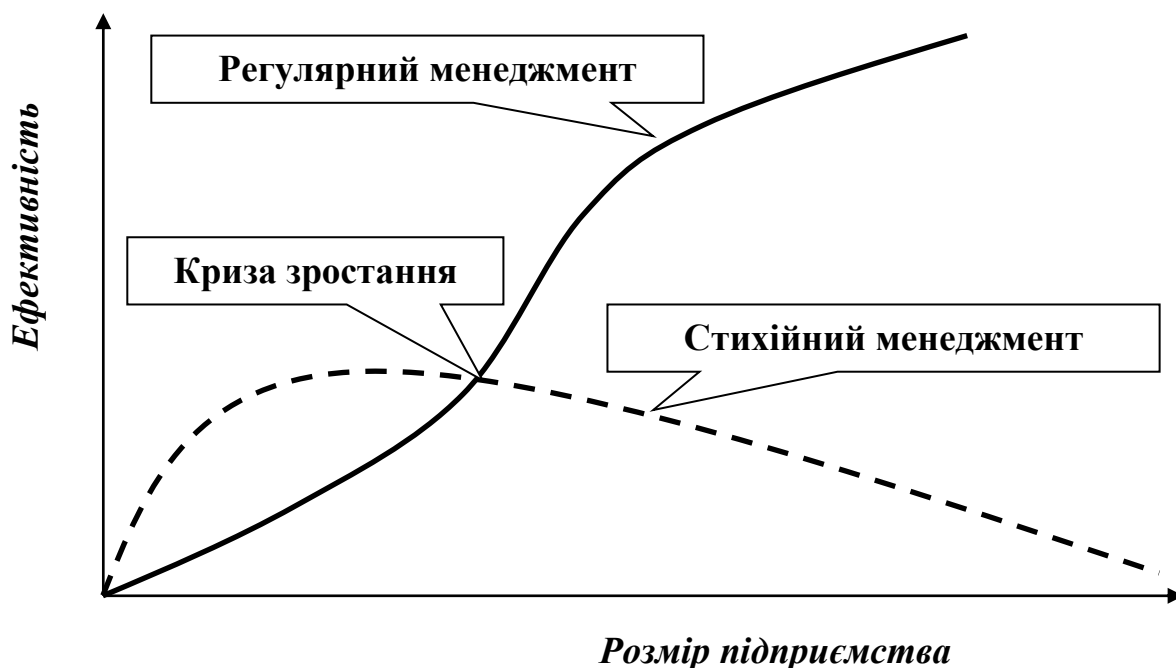 Регулярний менеджмент
Ефективність
Криза зростання
Стихійний менеджмент
Розмір підприємства